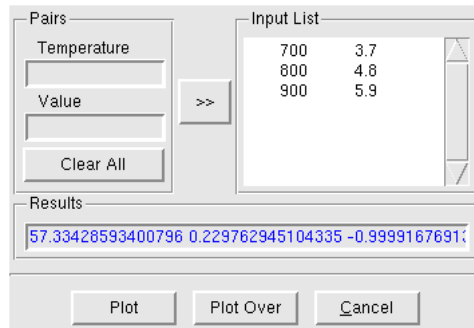 Pairs
Temperature
Value
Clear All
>>
Input List
700 3.7
800 4.8
900 5.9
Results
57.33428593400796 0.229762945104335 -0.99991676913
Plot
Plot Over
Cancel